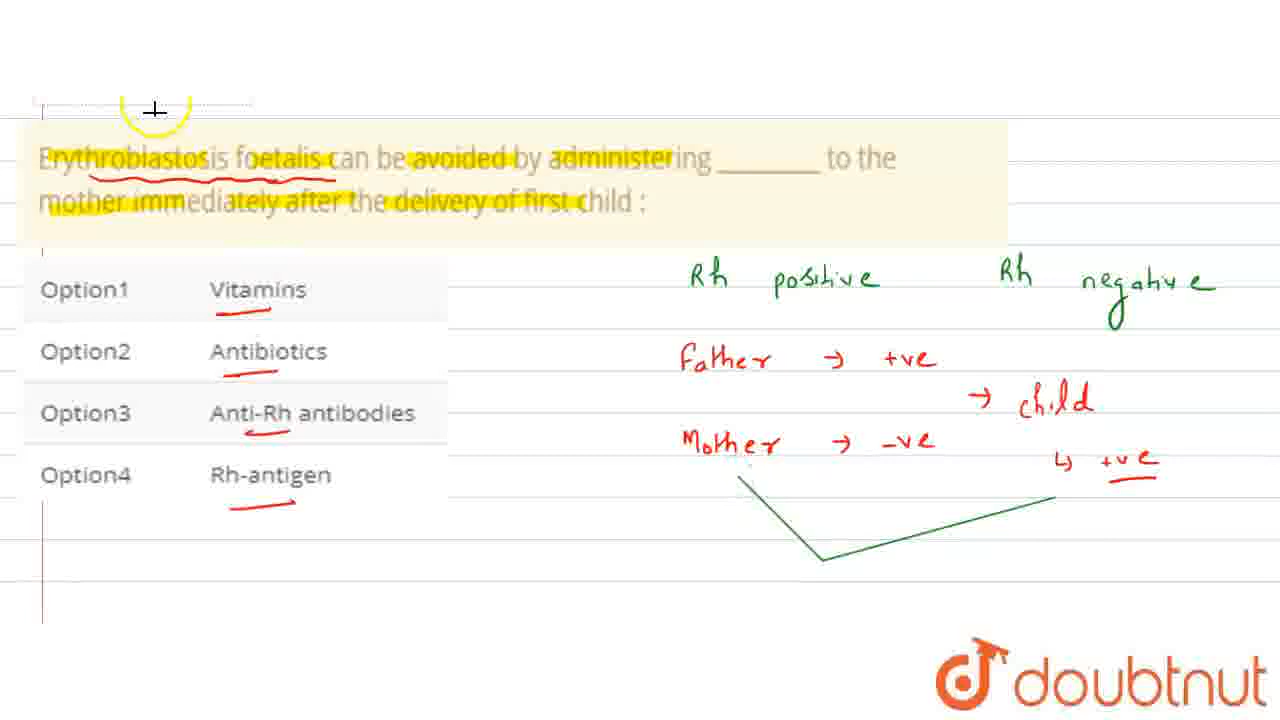 Erythroblastosis foetalis can be avoided by administering ________ to the
mother immediately after the delivery of first child :
Option1 Vitamins
Option2 Antibiotics
Option3 Anti-Rh antibodies
Option4 Rh-antigen
Rh positive Rh negative
Father → +ve
→ child
Mother → -ve
↳ +ve
doubtnut